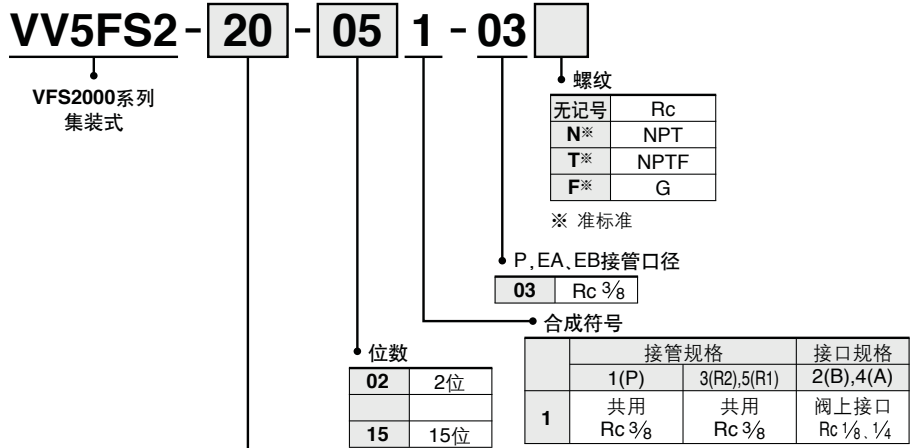 VV5FS2-20-05 1-03
VFS2000系列
集装式
螺纹
无记号 Rc
N※ NPT
T※ NPTF
F※ G
※ 准标准
P,EA、EB接管口径
03 Rc 3/8
合成符号
接管规格 接口规格
1(P) 3(R2),5(R1) 2(B),4(A)
1 共用 共用 阀上接口
Rc 3/8 Rc 3/8 Rc 1/8、1/4
位数
02 2位
15 15位